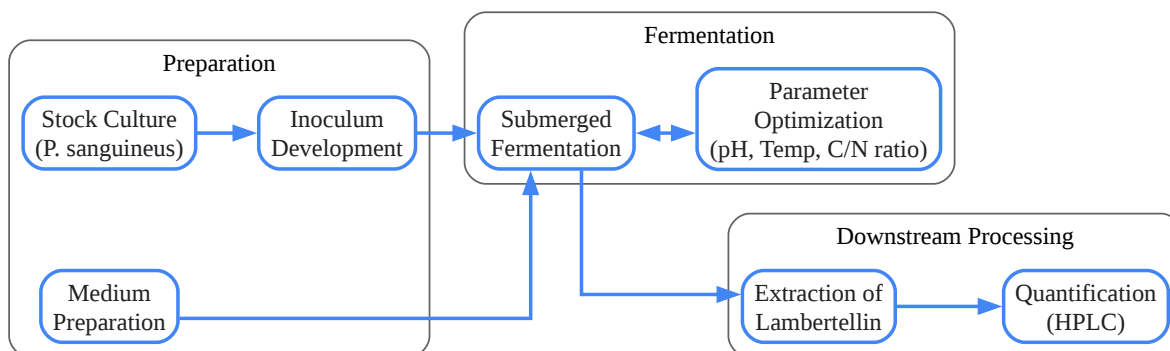 Preparation
Stock Culture
(P. sanguineus)
Inoculum
Development
Medium
Preparation
Fermentation
Submerged
Fermentation
Parameter
Optimization
(pH, Temp, C/N ratio)
Downstream Processing
Extraction of
Lambertellin
Quantification
(HPLC)